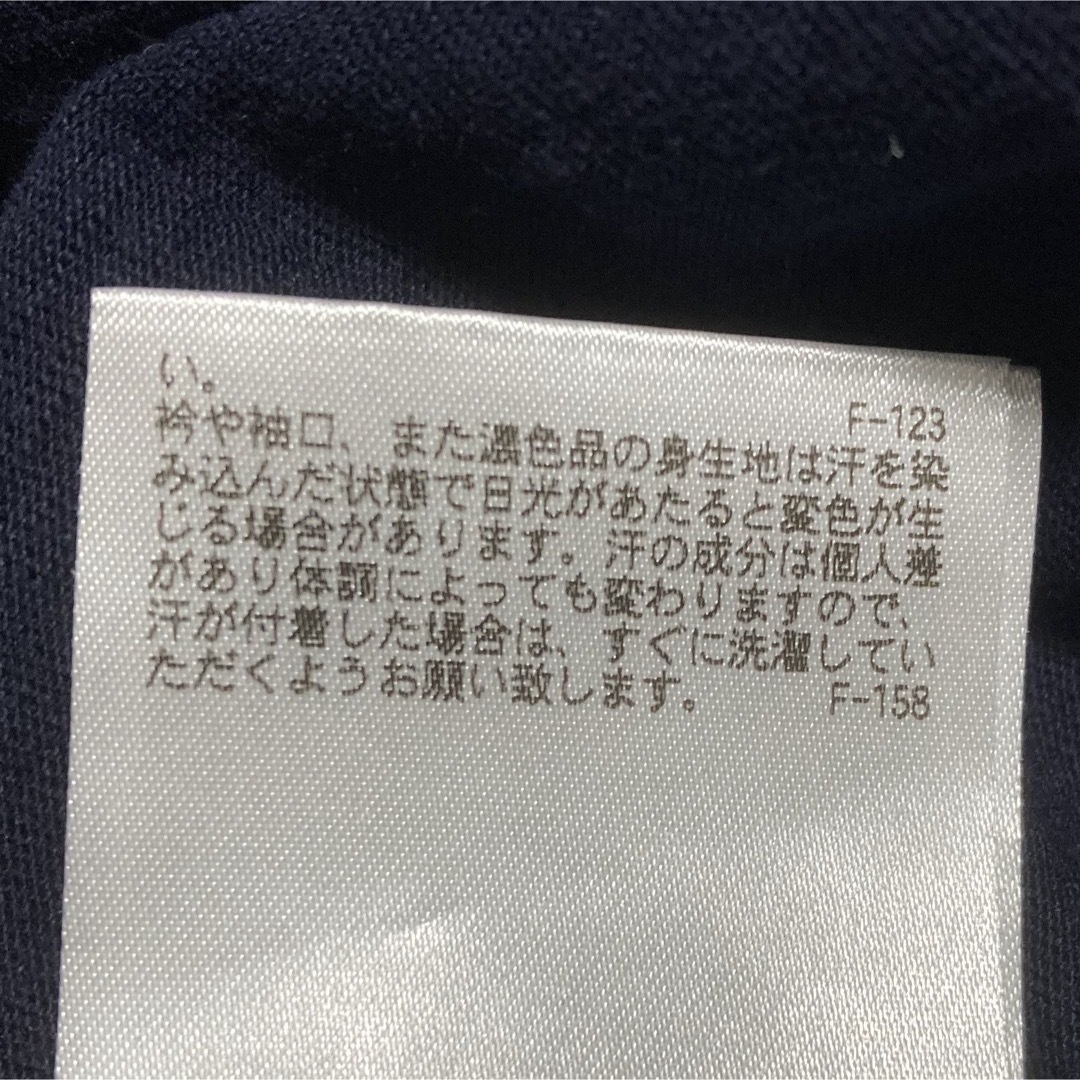 い。
F-123
衿や袖口、また濃色品の身生地は汗を染
み込んだ状態で日光があたると変色が生
じる場合があります。汗の成分は個人差
があり体調によっても変わりますので、
汗が付着した場合は、すぐに洗濯してい
ただくようお願い致します。
F-158